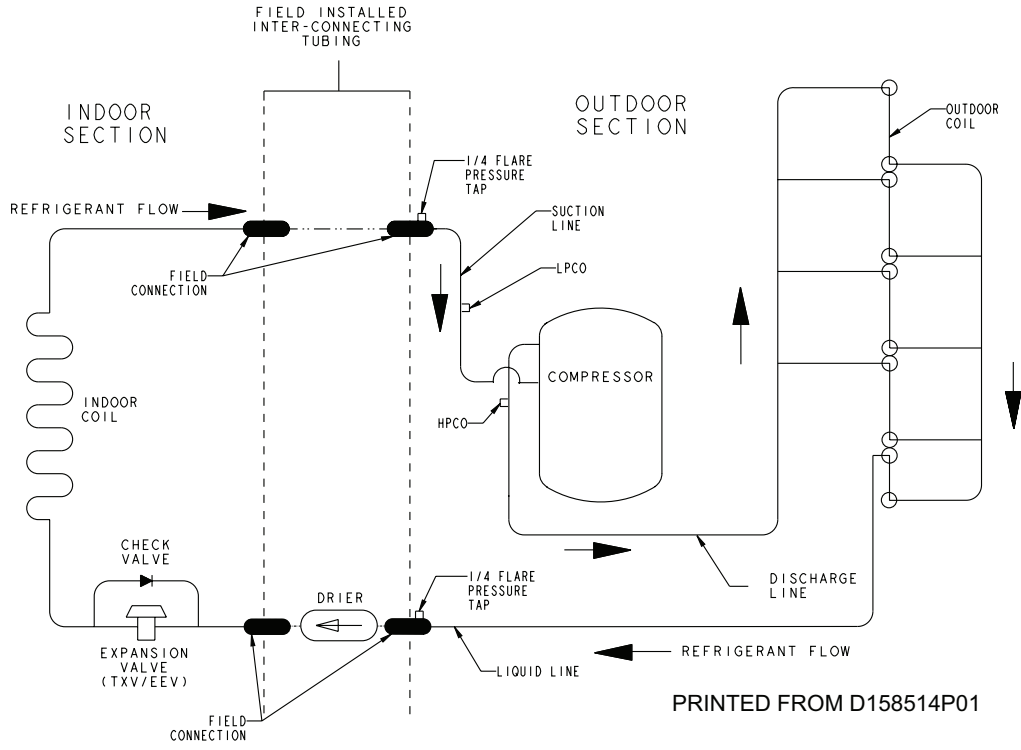 FIELD INSTALLED
INTER-CONNECTING
TUBING
INDOOR
SECTION
OUTDOOR
SECTION
OUTDOOR
COIL
1/4 FLARE
PRESSURE
TAP
REFRIGERANT FLOW
SUCTION
LINE
FIELD
CONNECTION
LPCO
COMPRESSOR
INDOOR
COIL
HPCO
CHECK
VALVE
DRIER
1/4 FLARE
PRESSURE
TAP
DISCHARGE
LINE
EXPANSION
VALVE
(TXV/EEV)
LIQUID LINE
REFRIGERANT FLOW
FIELD
CONNECTION
PRINTED FROM D158514P01